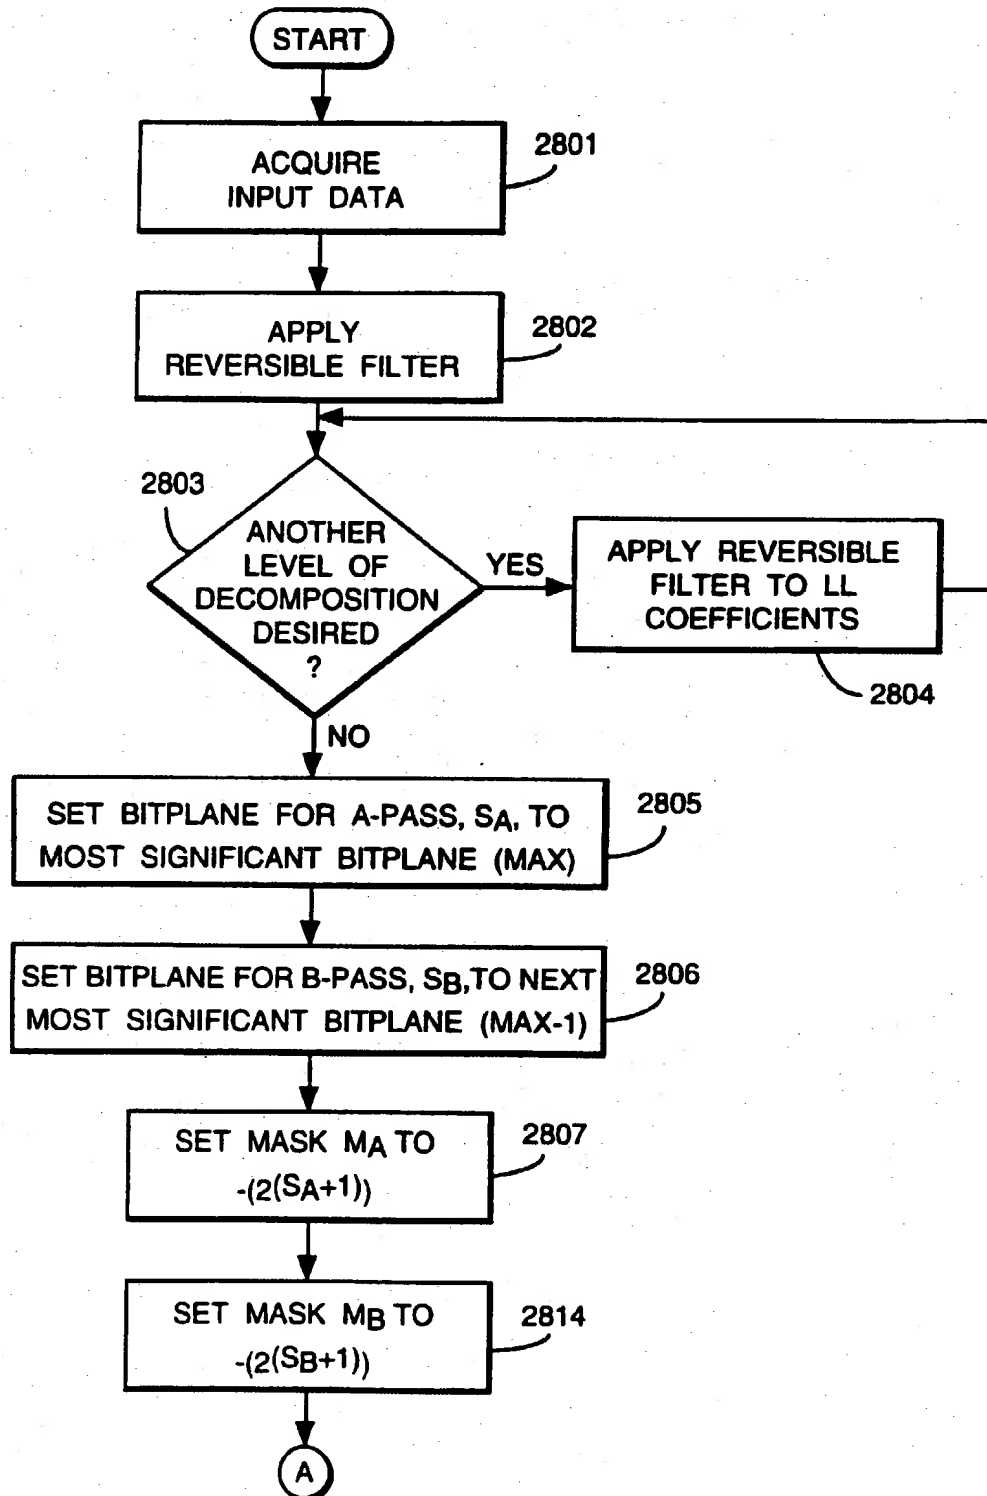 START
ACQUIRE
INPUT DATA
2801
APPLY
REVERSIBLE FILTER
2802
2803
ANOTHER
LEVEL OF
DECOMPOSITION
DESIRED
?
YES
APPLY REVERSIBLE
FILTER TO LL
COEFFICIENTS
2804
NO
SET BITPLANE FOR A-PASS, SA, TO
MOST SIGNIFICANT BITPLANE (MAX)
2805
SET BITPLANE FOR B-PASS, SB,TO NEXT
MOST SIGNIFICANT BITPLANE (MAX-1)
2806
SET MASK MA TO
-(2(SA+1))
2807
SET MASK MB TO
-(2(SB+1))
2814
A